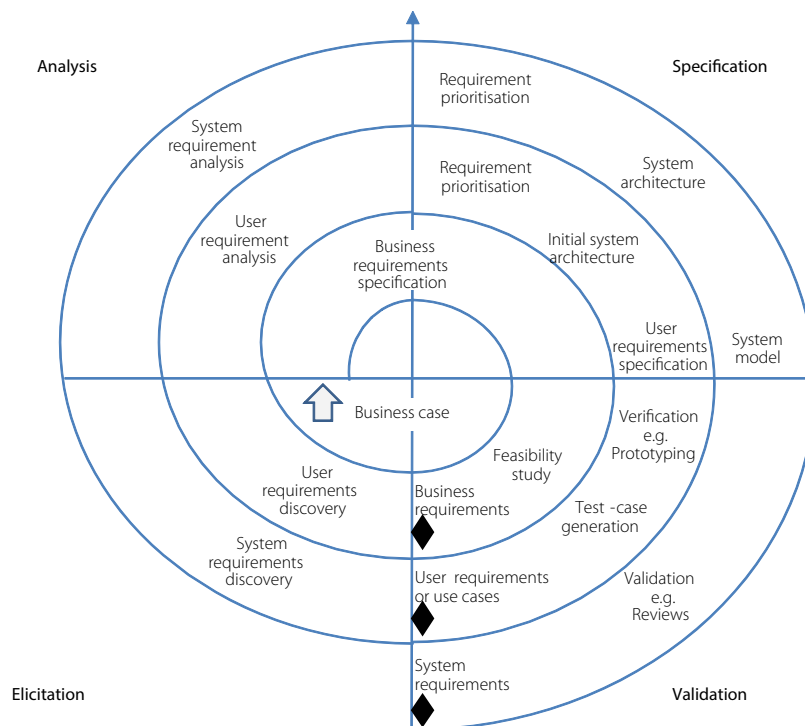 Analysis
Specification
Requirement
prioritisation
System
requirement
analysis
Requirement
prioritisation
System
architecture
User
requirement
analysis
Business
requirements
specification
Initial system
architecture
User
requirements
specification
System
model
Business case
Verification
e.g.
Prototyping
Feasibility
study
User
requirements
discovery
Business
requirements
Test -case
generation
System
requirements
discovery
User requirements
or use cases
Validation
e.g.
Reviews
System
requirements
Elicitation
Validation